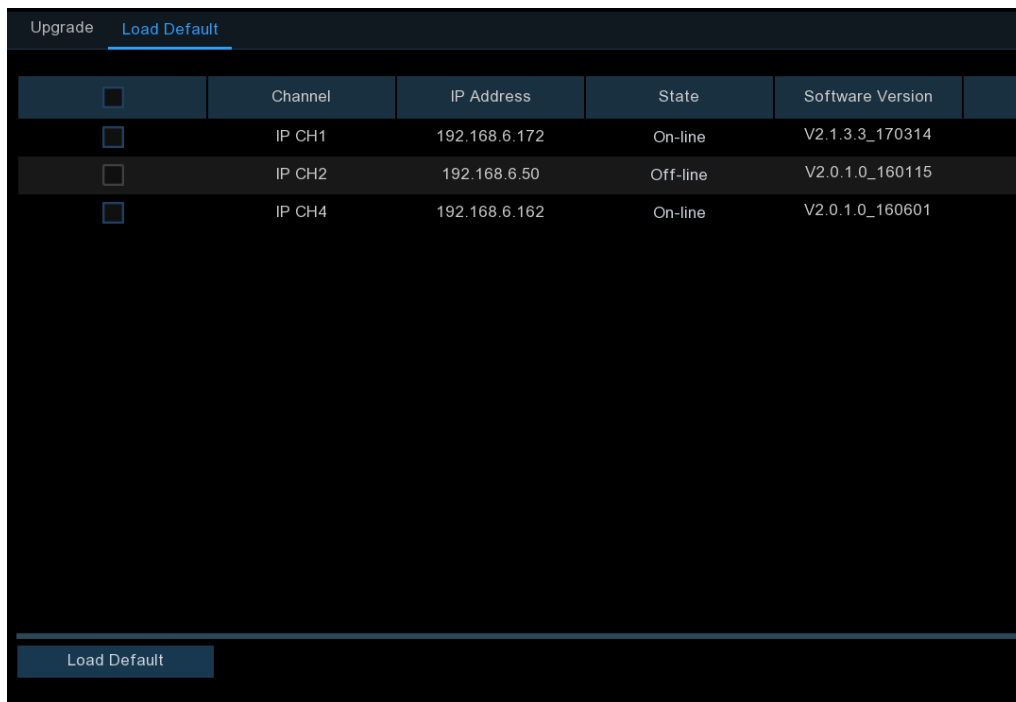 Upgrade Load Default
Channel IP Address State Software Version
IP CH1 192.168.6.172 On-line V2.1.3.3_170314
IP CH2 192.168.6.50 Off-line V2.0.1.0_160115
IP CH4 192.168.6.162 On-line V2.0.1.0_160601
Load Default